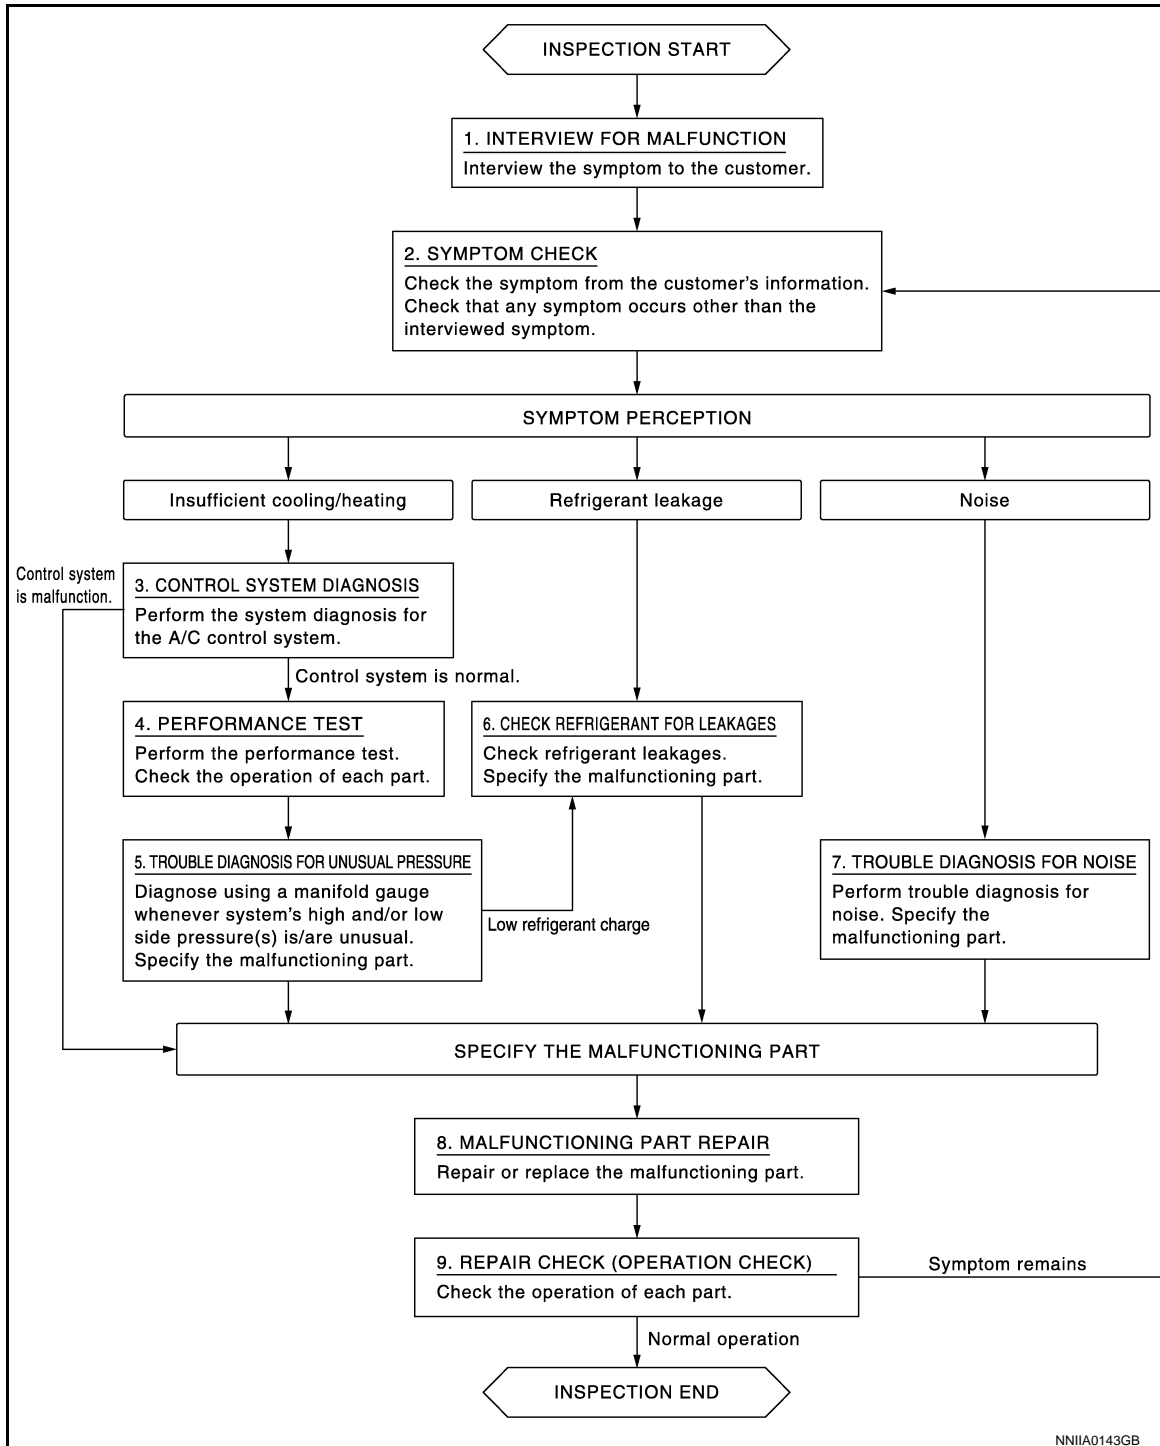 INSPECTION START
1. INTERVIEW FOR MALFUNCTION
Interview the symptom to the customer.
2. SYMPTOM CHECK
Check the symptom from the customer's information.
Check that any symptom occurs other than the
interviewed symptom.
SYMPTOM PERCEPTION
Insufficient cooling/heating
Refrigerant leakage
Noise
Control system
is malfunction.
3. CONTROL SYSTEM DIAGNOSIS
Perform the system diagnosis for
the A/C control system.
Control system is normal.
4. PERFORMANCE TEST
Perform the performance test.
Check the operation of each part.
6. CHECK REFRIGERANT FOR LEAKAGES
Check refrigerant leakages.
Specify the malfunctioning part.
5. TROUBLE DIAGNOSIS FOR UNUSUAL PRESSURE
Diagnose using a manifold gauge
whenever system's high and/or low
side pressure(s) is/are unusual.
Specify the malfunctioning part.
Low refrigerant charge
7. TROUBLE DIAGNOSIS FOR NOISE
Perform trouble diagnosis for
noise. Specify the
malfunctioning part.
SPECIFY THE MALFUNCTIONING PART
8. MALFUNCTIONING PART REPAIR
Repair or replace the malfunctioning part.
9. REPAIR CHECK (OPERATION CHECK)
Check the operation of each part.
Symptom remains
Normal operation
INSPECTION END
NNIIA0143GB